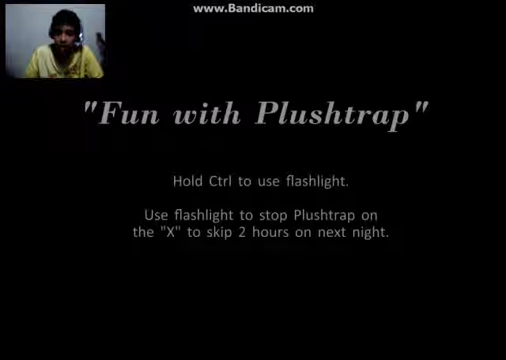 www.Bandicam.com
"Fun with Plushtrap"
Hold Ctrl to use flashlight.
Use flashlight to stop Plushtrap on
the "X" to skip 2 hours on next night.